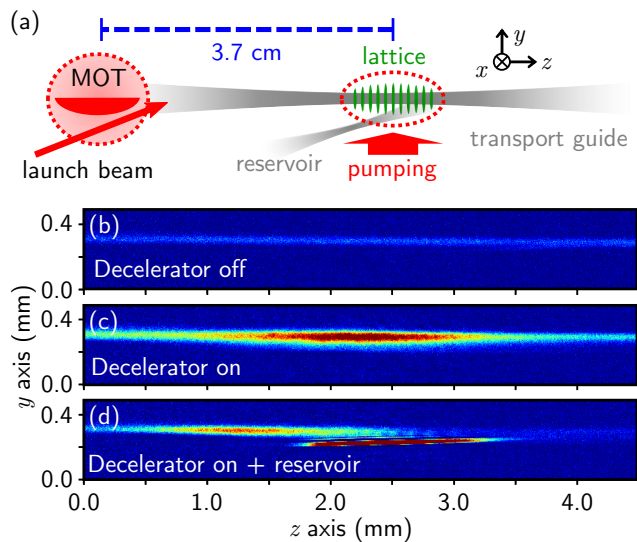 (a)
3.7 cm
MOT
lattice
y
x
z
launch beam
reservoir
pumping
transport guide
(b)
Decelerator off
(c)
Decelerator on
(d)
Decelerator on + reservoir
0.4
0.0
0.4
0.0
0.4
0.0
y axis (mm)
0.0 1.0 2.0 3.0 4.0
z axis (mm)